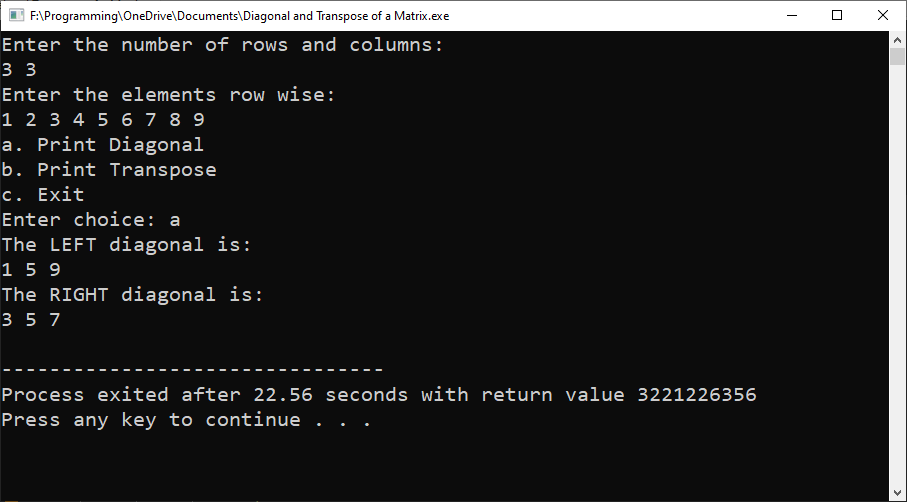 F:\Programming\OneDrive\Documents\Diagonal and Transpose of a Matrix.exe
Enter the number of rows and columns:
3 3
Enter the elements row wise:
1 2 3 4 5 6 7 8 9
a. Print Diagonal
b. Print Transpose
c. Exit
Enter choice: a
The LEFT diagonal is:
1 5 9
The RIGHT diagonal is:
3 5 7
--------------------------------
Process exited after 22.56 seconds with return value 3221226356
Press any key to continue . . .